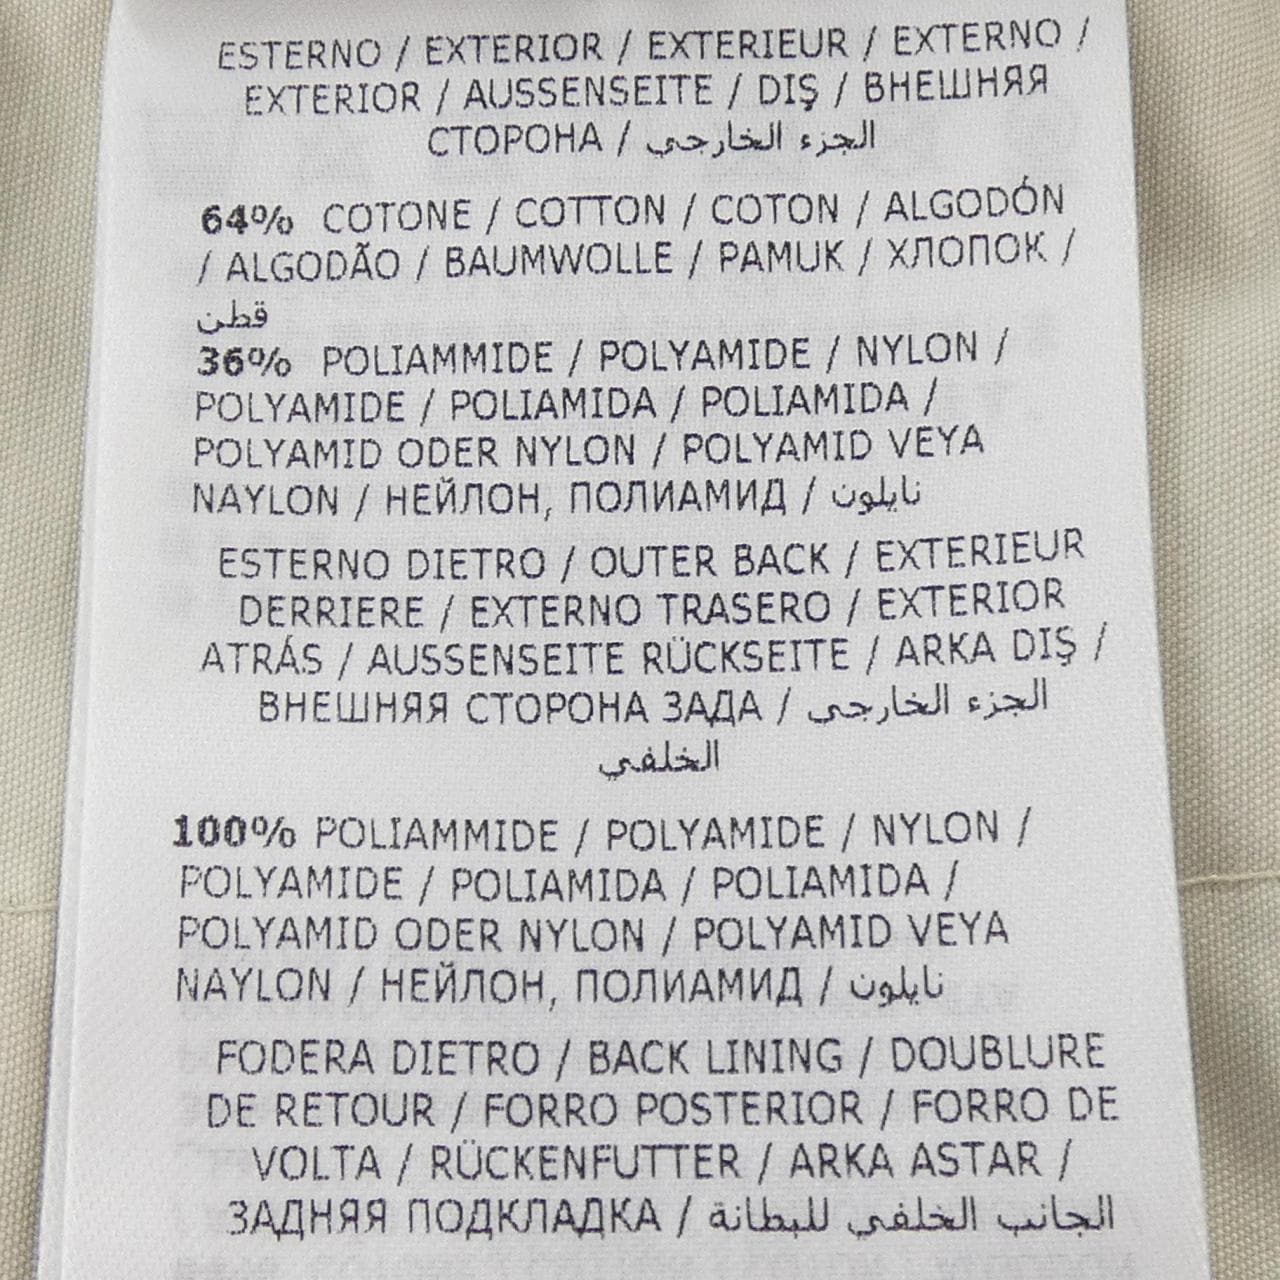 ESTERNO / EXTERIOR / EXTERIEUR / EXTERNO /
EXTERIOR / AUSSENSEITE / DIŞ / ВНЕШНЯЯ
СТОРОНА / الجزء الخارجي
64% COTONE / COTTON / COTON / ALGODÓN
/ ALGODÃO / BAUMWOLLE / PAMUK / ХЛОПОК /
قطن
36% POLIAMMIDE / POLYAMIDE / NYLON /
POLYAMIDE / POLIAMIDA / POLIAMIDA /
POLYAMID ODER NYLON / POLYAMID VEYA
NAYLON / НЕЙЛОН, ПОЛИАМИД / نايلون
ESTERNO DIETRO / OUTER BACK / EXTERIEUR
DERRIERE / EXTERNO TRASERO / EXTERIOR
ATRÁS / AUSSENSEITE RÜCKSEITE / ARKA DIŞ /
ВНЕШНЯЯ СТОРОНА ЗАДА / الجزء الخارجي
الخلفي
100% POLIAMMIDE / POLYAMIDE / NYLON /
POLYAMIDE / POLIAMIDA / POLIAMIDA /
POLYAMID ODER NYLON / POLYAMID VEYA
NAYLON / НЕЙЛОН, ПОЛИАМИД / نايلون
FODERA DIETRO / BACK LINING / DOUBLURE
DE RETOUR / FORRO POSTERIOR / FORRO DE
VOLTA / RÜCKENFUTTER / ARKA ASTAR /
ЗАДНЯЯ ПОДКЛАДКА / الجانب الخلفي للبطانة